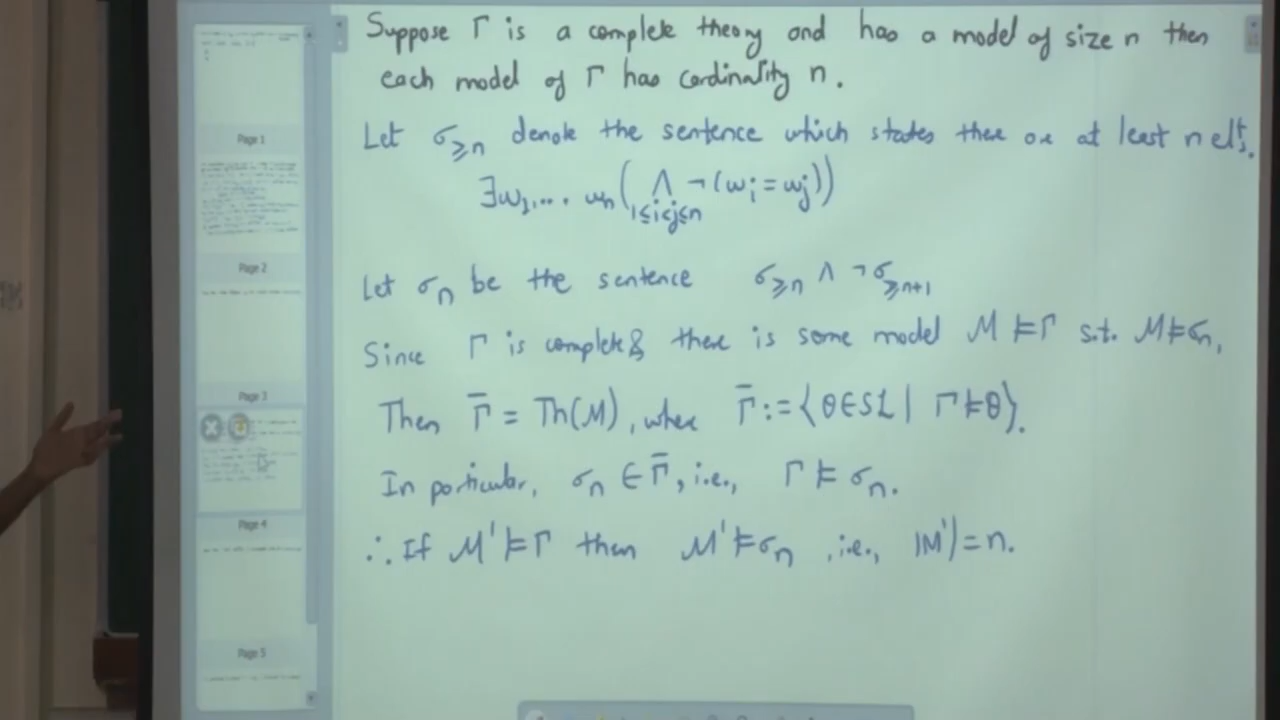 Suppose Γ is a complete theory and has a model of size n then
each model of Γ has cardinality n.
Let σ≥n denote the sentence which states there are at least n elts.
∃w1,... wn( ∧ ¬(wi=wj))
1≤i<j≤n
Let σn be the sentence σ≥n ∧ ¬σ≥n+1
Since Γ is complete & there is some model M ⊨ Γ s.t. M ⊨ σn,
Then Γ̄ = Th(M), where Γ̄ := ⟨θ∈SL | Γ⊨θ⟩.
In particular, σn ∈ Γ̄, i.e., Γ ⊨ σn.
∴ If M' ⊨ Γ then M' ⊨ σn, i.e., |M'| = n.
Page 1
Page 2
Page 3
Page 4
Page 5